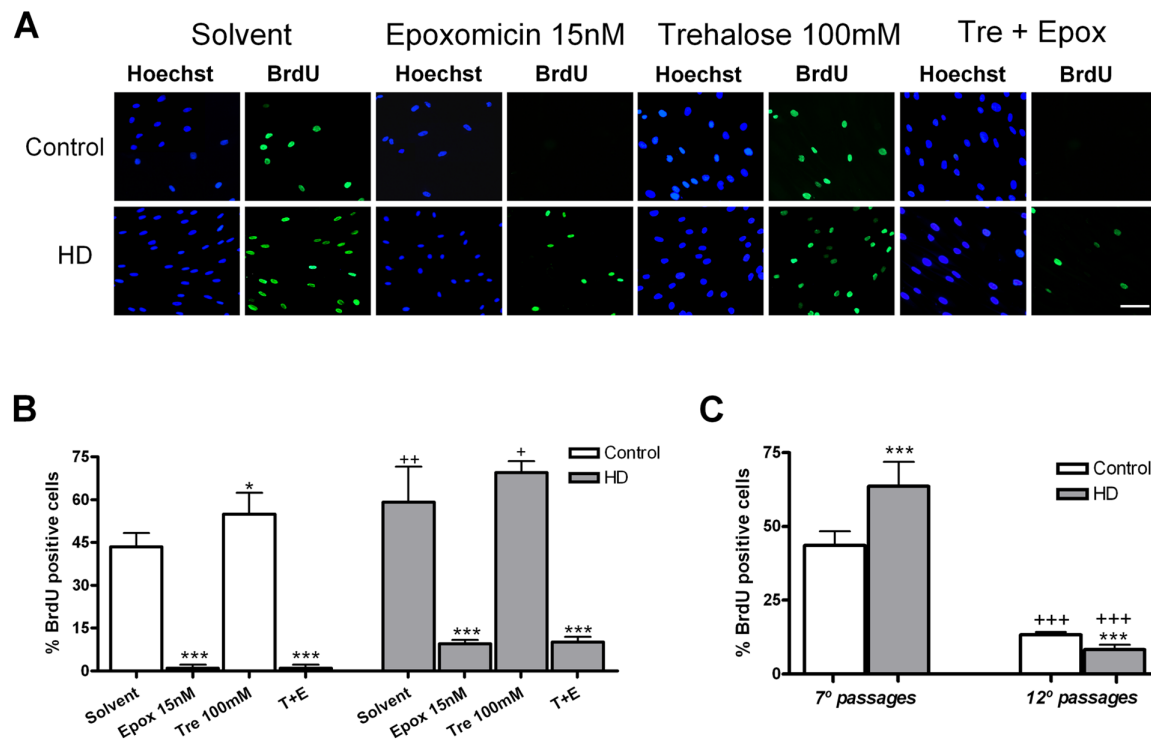 A
Solvent Epoxomicin 15nM Trehalose 100mM Tre + Epox
Hoechst BrdU Hoechst BrdU Hoechst BrdU Hoechst BrdU
Control
HD
B
% BrdU positive cells
75
60
45
30
15
0
*
***
***
++
+
***
***
Control
HD
Solvent
Epox 15nM
Tre 100mM
T+E
Solvent
Epox 15nM
Tre 100mM
T+E
C
% BrdU positive cells
75
50
25
0
***
+++
+++
***
Control
HD
7º passages
12º passages